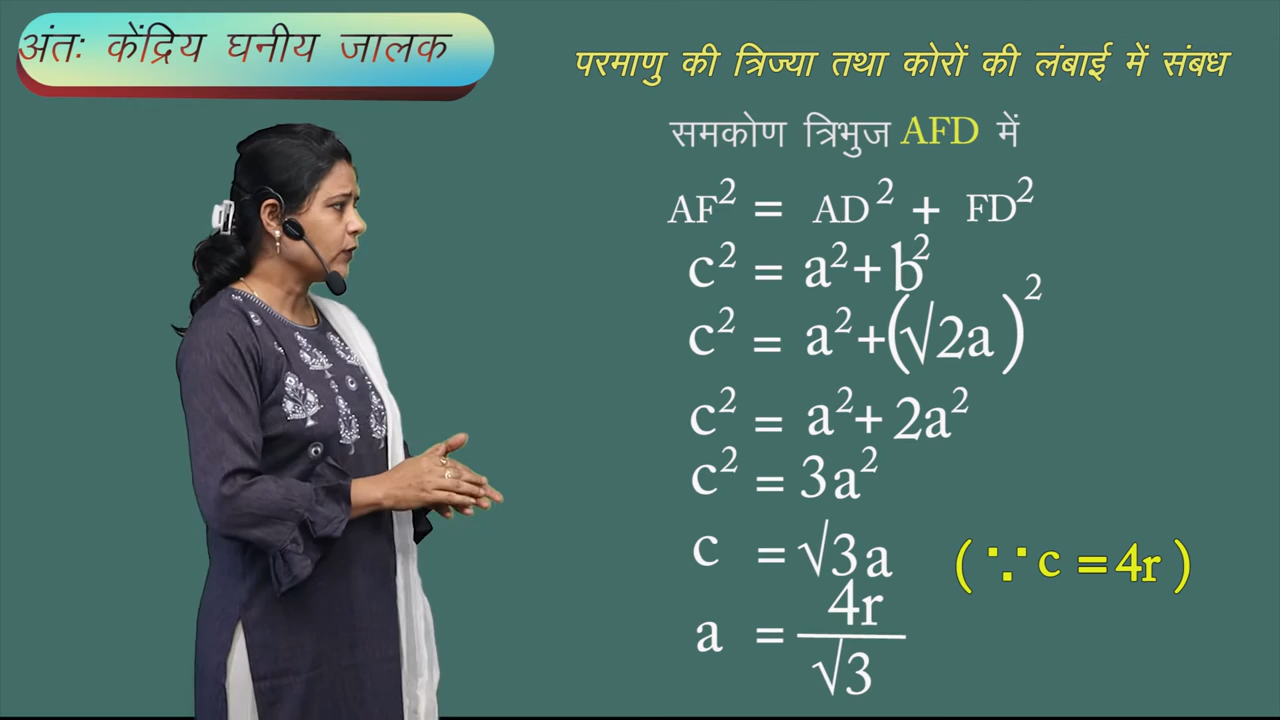 अंतः केंद्रिय घनीय जालक
परमाणु की त्रिज्या तथा कोरों की लंबाई में संबध
समकोण त्रिभुज AFD में
AF² = AD² + FD²
c² = a² + b²
c² = a² + (√2a)²
c² = a² + 2a²
c² = 3a²
c = √3a (∵ c = 4r)
a = 4r/√3